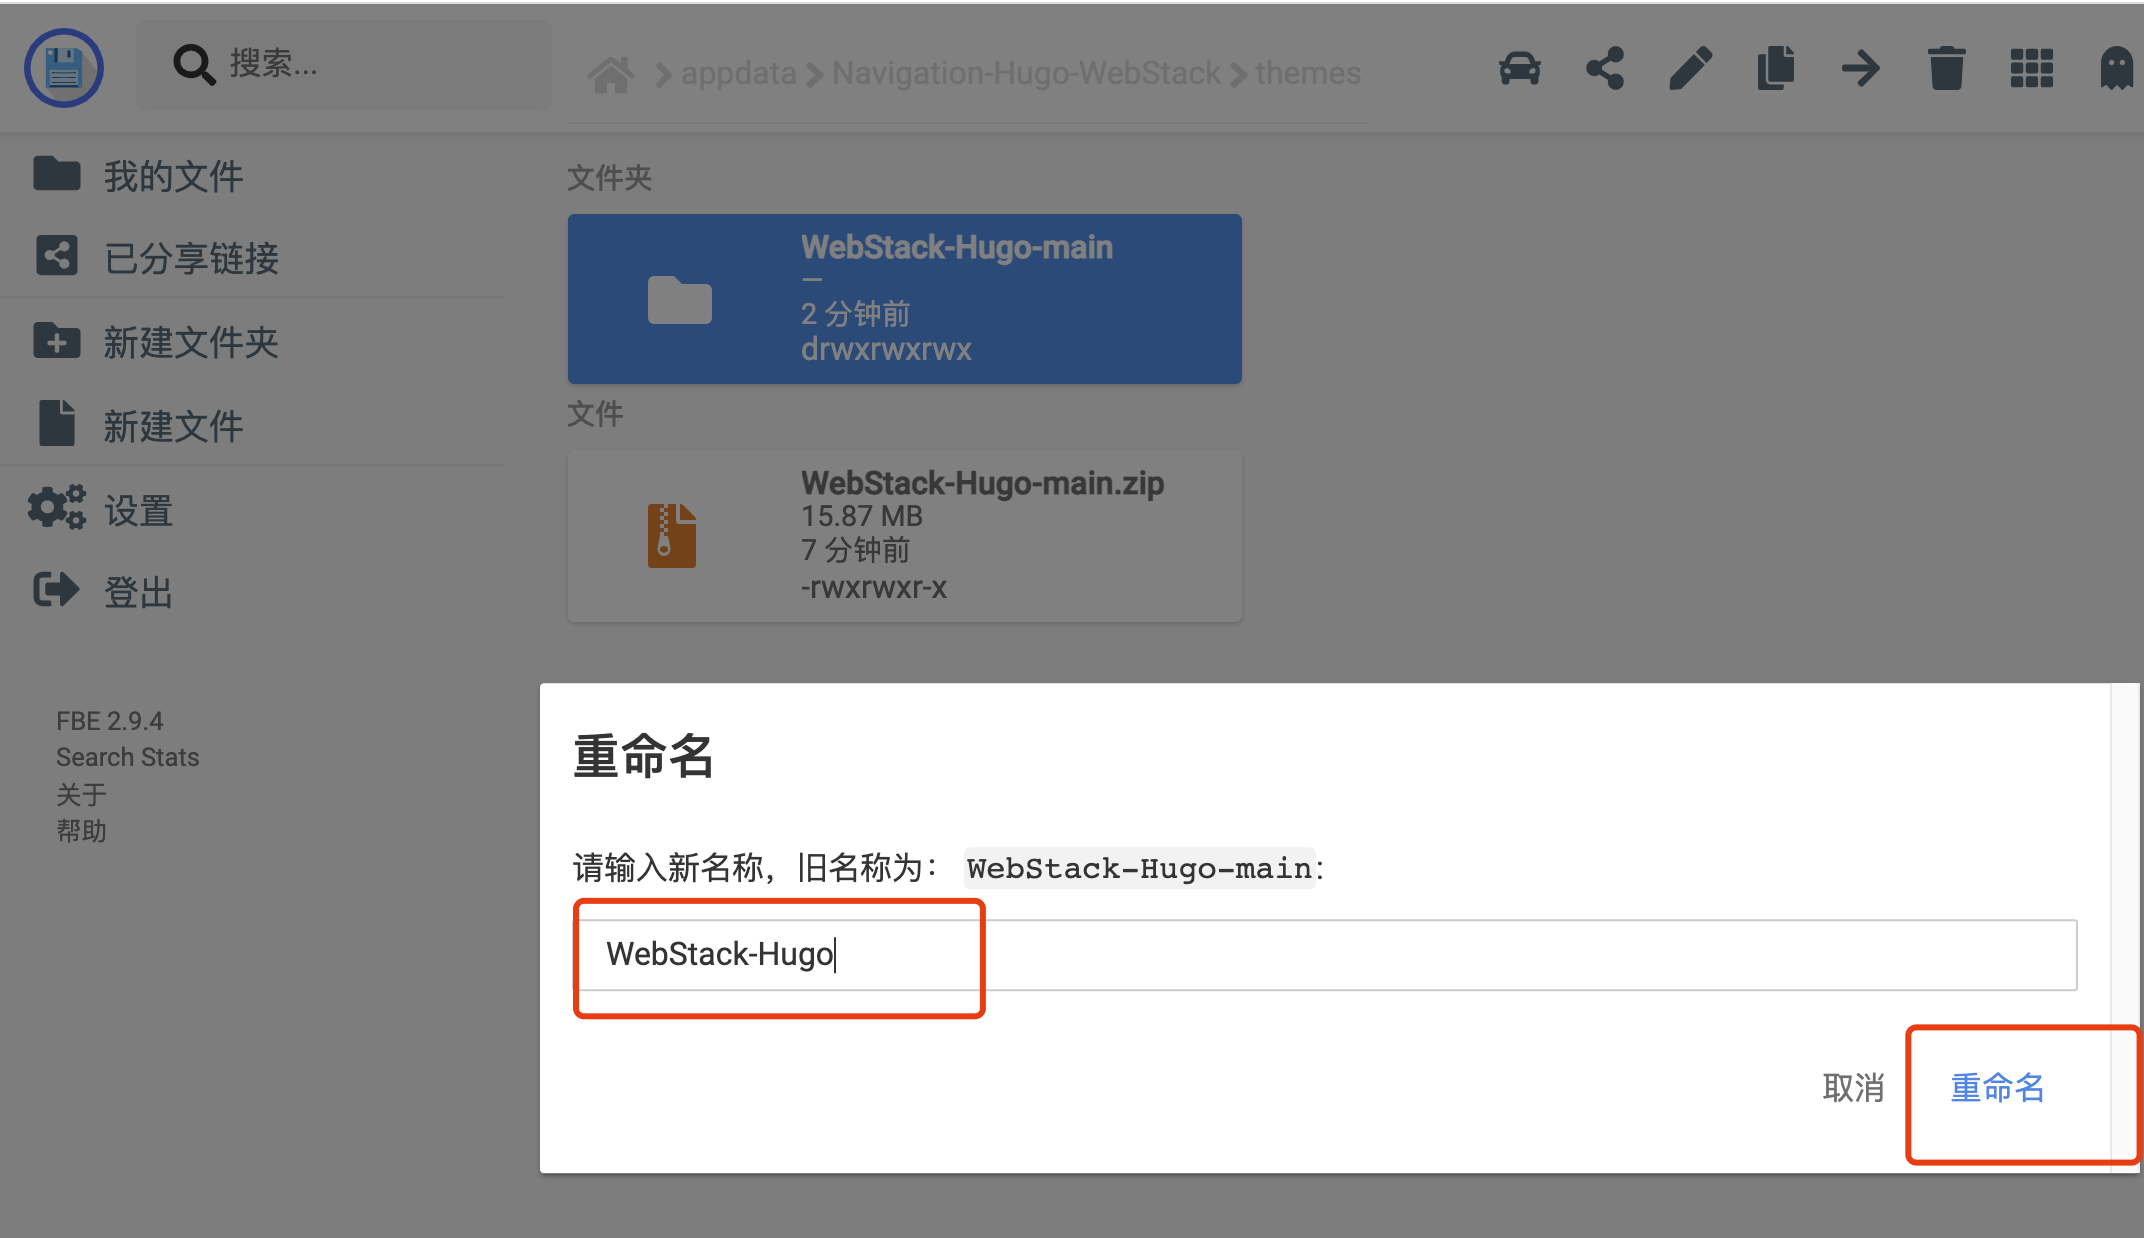 搜索...
appdata Navigation-Hugo-WebStack themes
我的文件
已分享链接
新建文件夹
新建文件
设置
登出
FBE 2.9.4
Search Stats
关于
帮助
文件夹
WebStack-Hugo-main
—
2 分钟前
drwxrwxrwx
文件
WebStack-Hugo-main.zip
15.87 MB
7 分钟前
-rwxrwxr-x
重命名
请输入新名称，旧名称为： WebStack-Hugo-main:
WebStack-Hugo
取消 重命名